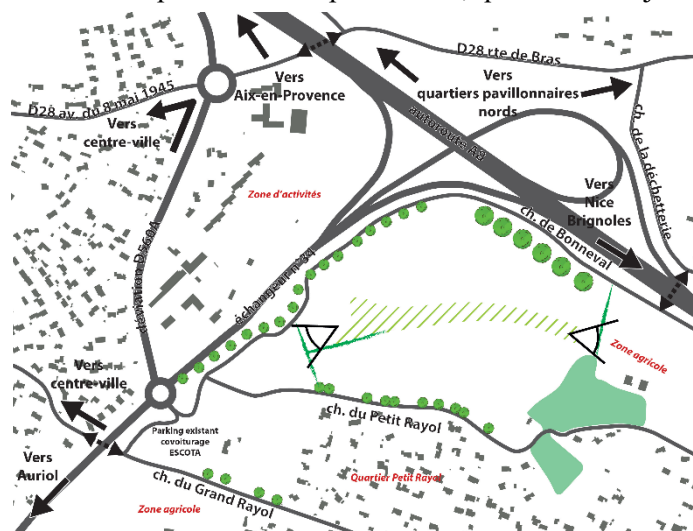 D28 rte de Bras
Vers
Aix-en-Provence
Vers
quartiers pavillonnaires
nords
D28 av. du 8 mai 1945
Vers
centre-ville
autoroute A8
ch. de la déchetterie
Zone d'activités
Vers
Nice
Brignoles
ch. de Bonneval
déviation D560A
échangeur n°34
Zone agricole
Vers
centre-ville
ch. du Petit Rayol
Parking existant
covoiturage
ESCOTA
Vers
Auriol
Quartier Petit Rayol
ch. du Grand Rayol
Zone agricole